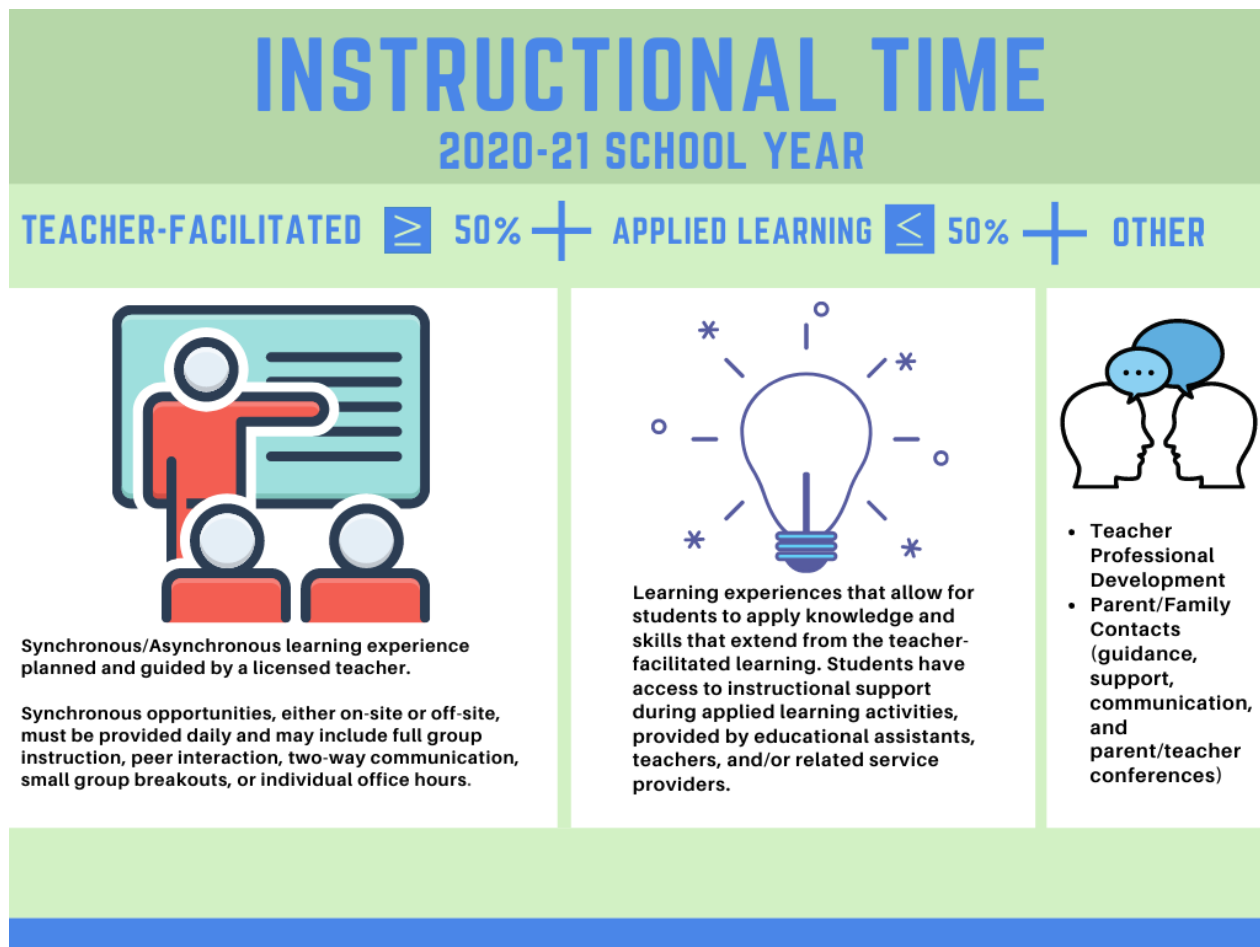 INSTRUCTIONAL TIME
2020-21 SCHOOL YEAR
TEACHER-FACILITATED ≥ 50% + APPLIED LEARNING ≤ 50% + OTHER
Synchronous/Asynchronous learning experience
planned and guided by a licensed teacher.
Synchronous opportunities, either on-site or off-site,
must be provided daily and may include full group
instruction, peer interaction, two-way communication,
small group breakouts, or individual office hours.
Learning experiences that allow for
students to apply knowledge and
skills that extend from the teacher-
facilitated learning. Students have
access to instructional support
during applied learning activities,
provided by educational assistants,
teachers, and/or related service
providers.
• Teacher
Professional
Development
• Parent/Family
Contacts
(guidance,
support,
communication,
and
parent/teacher
conferences)